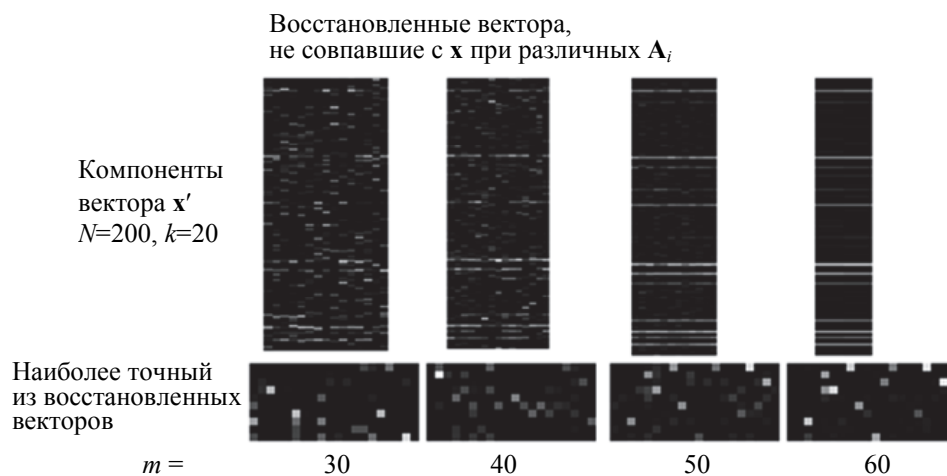 Восстановленные вектора,
не совпавшие с x при различных Ai
Компоненты
вектора x′
N=200, k=20
Наиболее точный
из восстановленных
векторов
m = 30 40 50 60